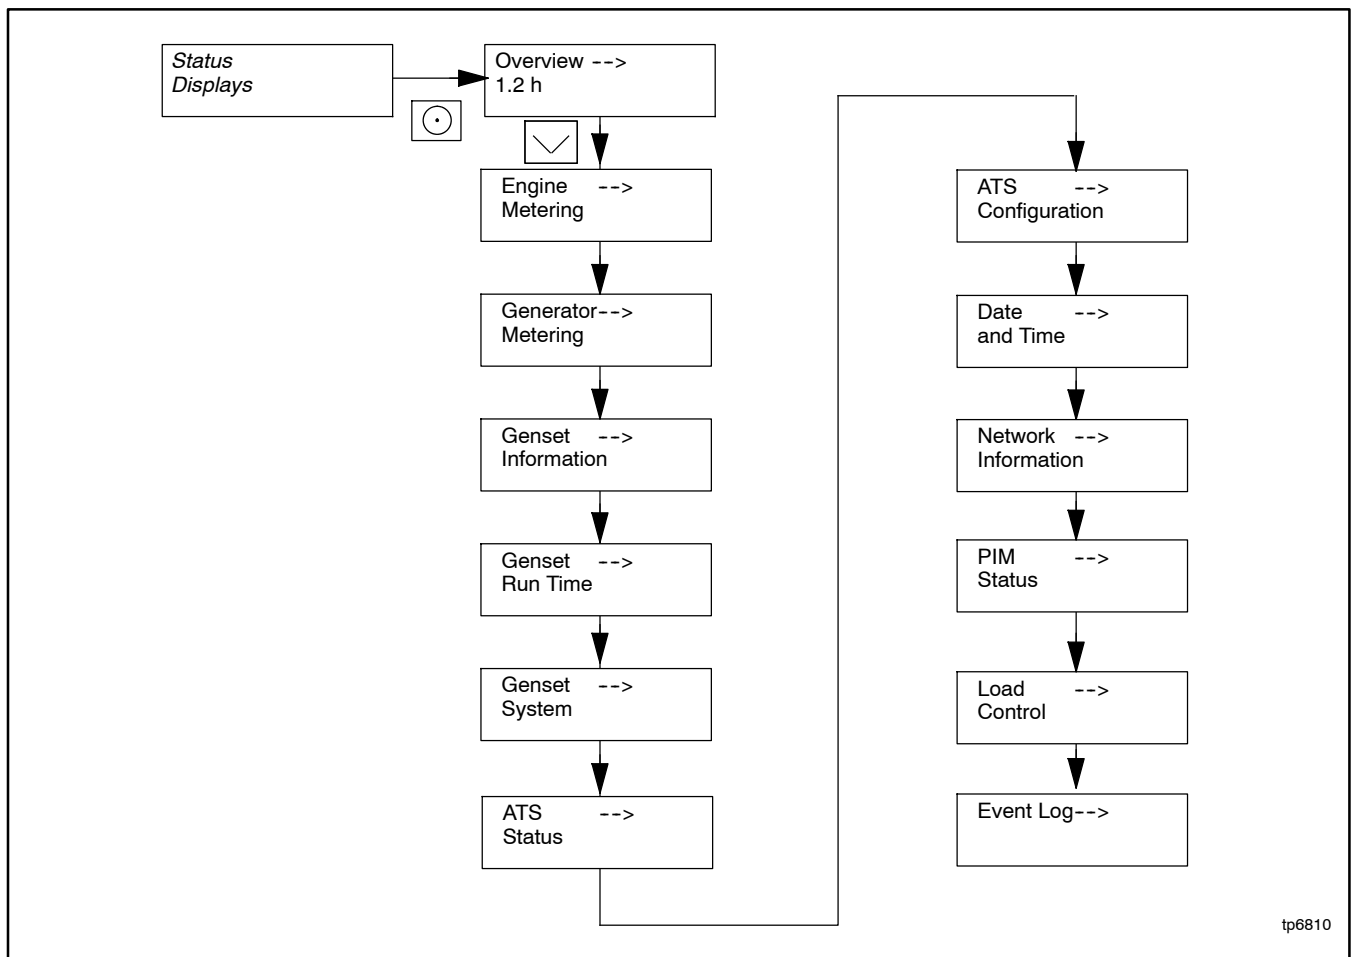 Status
Displays
Overview -->
1.2 h
Engine -->
Metering
Generator-->
Metering
Genset -->
Information
Genset -->
Run Time
Genset -->
System
ATS -->
Status
ATS -->
Configuration
Date -->
and Time
Network -->
Information
PIM -->
Status
Load -->
Control
Event Log-->
tp6810